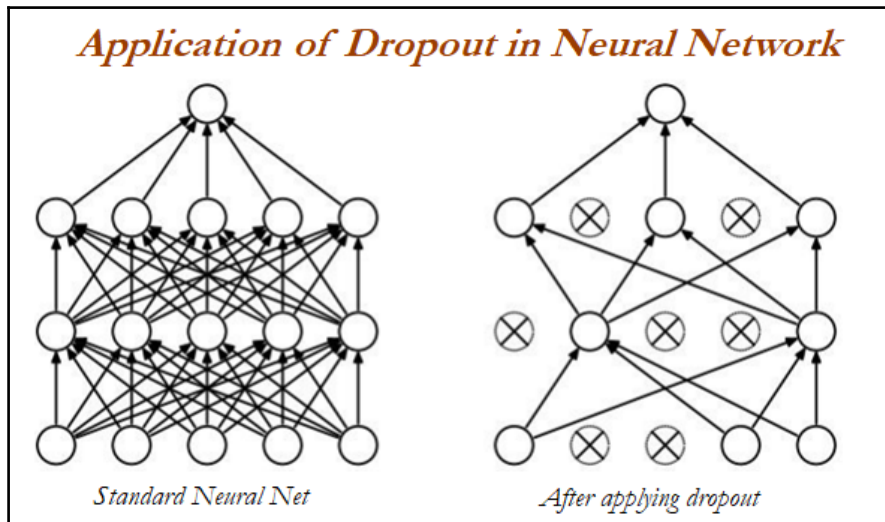 Application of Dropout in Neural Network
Standard Neural Net
After applying dropout